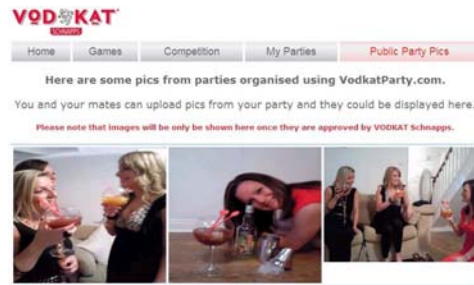 VODKAT
SCHNAPPS
Home Games Competition My Parties Public Party Pics
Here are some pics from parties organised using VodkatParty.com.
You and your mates can upload pics from your party and they could be displayed here.
Please note that images will be only be shown here once they are approved by VODKAT Schnapps.